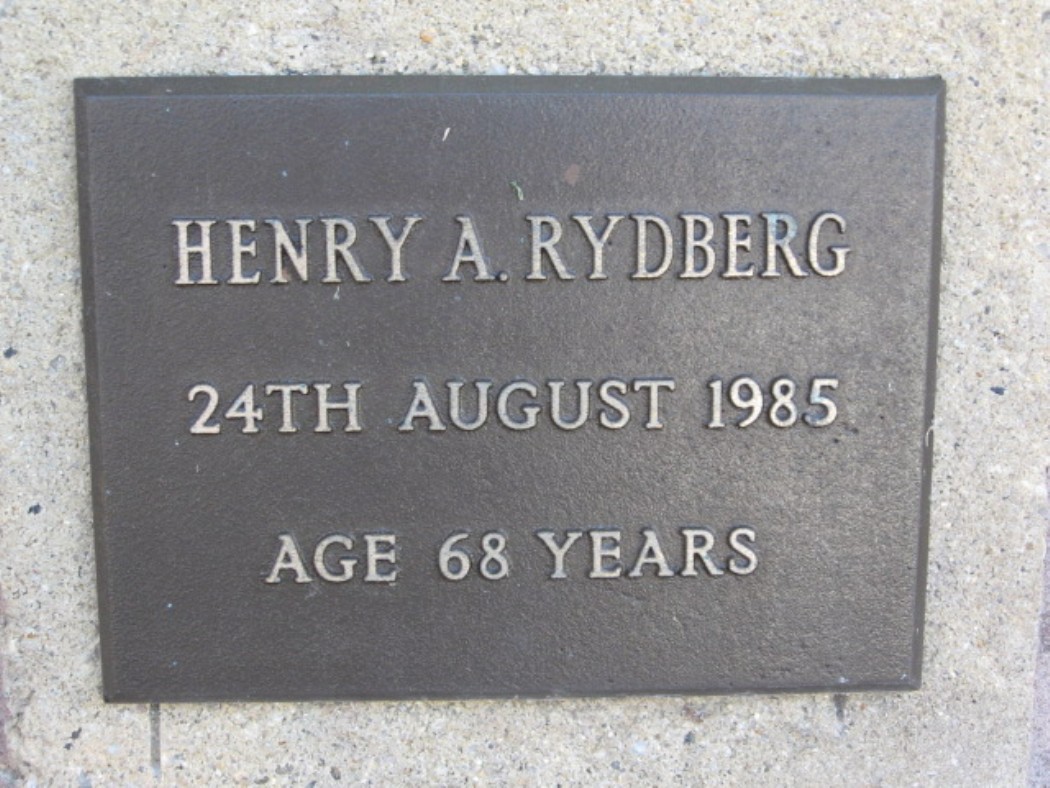 HENRY A. RYDBERG
24TH AUGUST 1985
AGE 68 YEARS